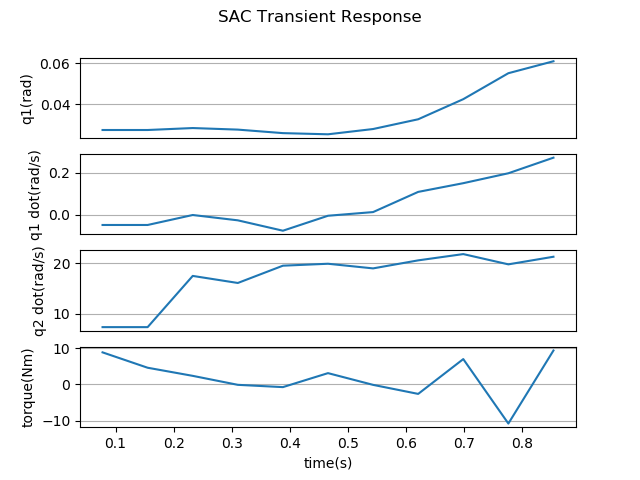 SAC Transient Response
q1(rad)
0.06
0.04
q1 dot(rad/s)
0.2
0.0
q2 dot(rad/s)
20
10
torque(Nm)
10
0
−10
0.1 0.2 0.3 0.4 0.5 0.6 0.7 0.8
time(s)